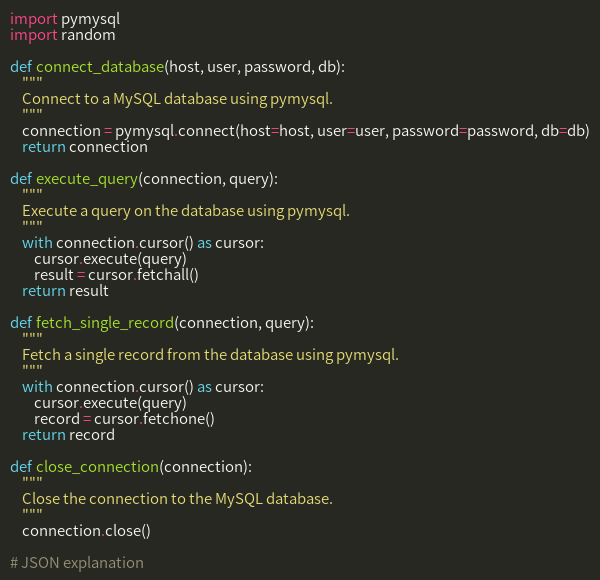 import pymysql
import random

def connect_database(host, user, password, db):
    """
    Connect to a MySQL database using pymysql.
    """
    connection = pymysql.connect(host=host, user=user, password=password, db=db)
    return connection

def execute_query(connection, query):
    """
    Execute a query on the database using pymysql.
    """
    with connection.cursor() as cursor:
        cursor.execute(query)
        result = cursor.fetchall()
    return result

def fetch_single_record(connection, query):
    """
    Fetch a single record from the database using pymysql.
    """
    with connection.cursor() as cursor:
        cursor.execute(query)
        record = cursor.fetchone()
    return record

def close_connection(connection):
    """
    Close the connection to the MySQL database.
    """
    connection.close()

# JSON explanation